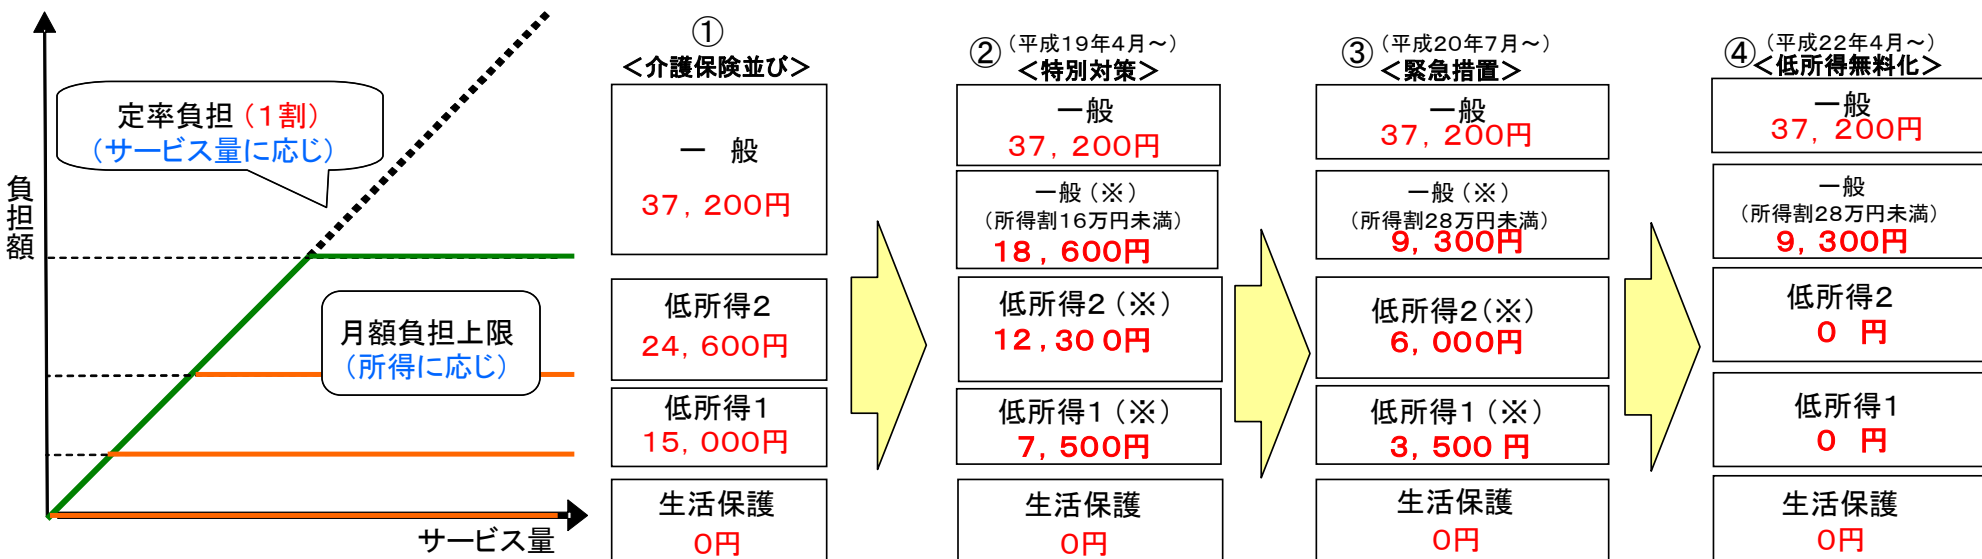 負担額
定率負担（1割）
（サービス量に応じ）
月額負担上限
（所得に応じ）
サービス量
①
＜介護保険並び＞
一 般
37，200円
低所得2
24，600円
低所得1
15，000円
生活保護
0円
②（平成19年4月～）
＜特別対策＞
一般
37，200円
一般（※）
（所得割16万円未満）
18，600円
低所得2（※）
12，300円
低所得1（※）
7，500円
生活保護
0円
③（平成20年7月～）
＜緊急措置＞
一般
37，200円
一般（※）
（所得割28万円未満）
9，300円
低所得2（※）
6，000円
低所得1（※）
3，500円
生活保護
0円
④（平成22年4月～）
＜低所得無料化＞
一般
37，200円
一般
（所得割28万円未満）
9，300円
低所得2
0 円
低所得1
0 円
生活保護
0円